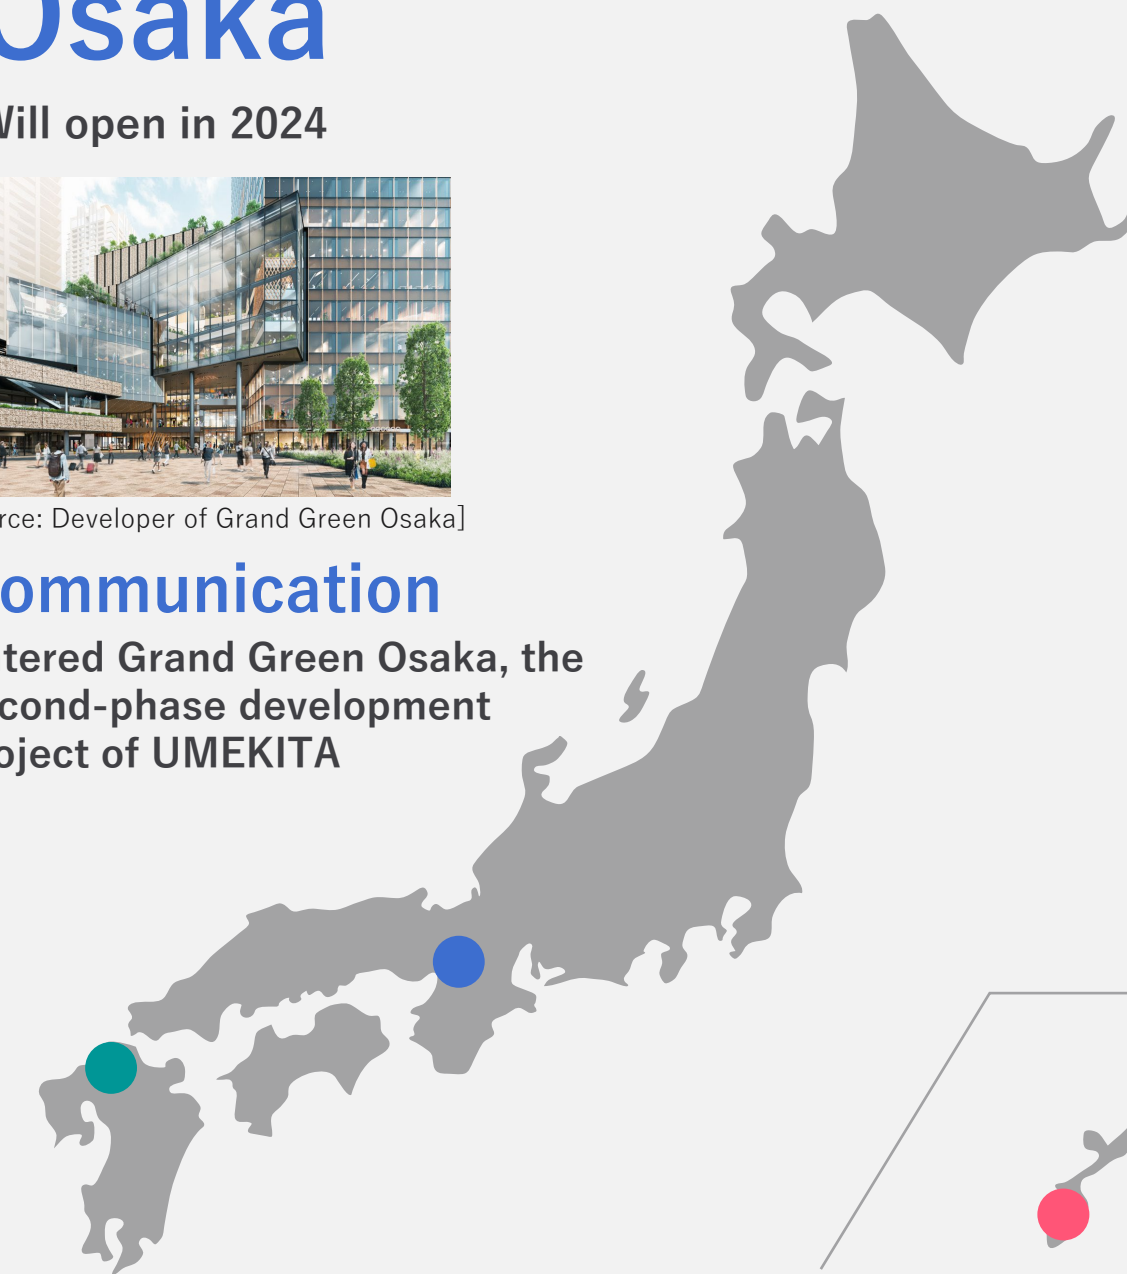 Osaka
Will open in 2024
rce: Developer of Grand Green Osaka]
ommunication
tered Grand Green Osaka, the
cond-phase development
oject of UMEKITA